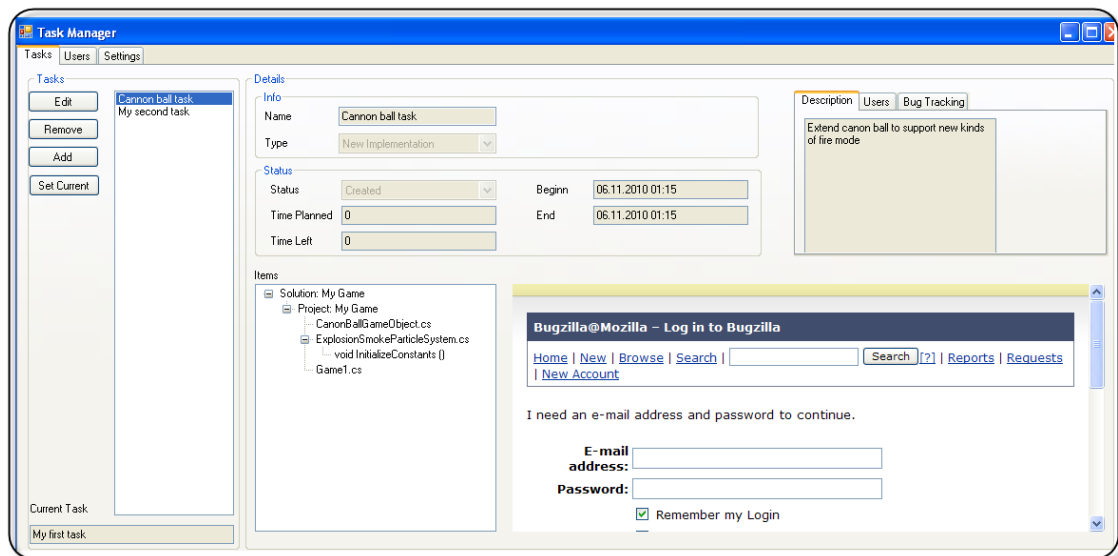 Task Manager
Tasks Users Settings
Tasks
Edit
Remove
Add
Set Current
Cannon ball task
My second task
Current Task
My first task
Details
Info
Name Cannon ball task
Type New Implementation
Status
Status Created
Time Planned 0
Time Left 0
Beginn 06.11.2010 01:15
End 06.11.2010 01:15
Description Users Bug Tracking
Extend canon ball to support new kinds
of fire mode
Items
Solution: My Game
Project: My Game
CanonBallGameObject.cs
ExplosionSmokeParticleSystem.cs
void InitializeConstants ()
Game1.cs
Bugzilla@Mozilla – Log in to Bugzilla
Home | New | Browse | Search | Search [?] | Reports | Requests
| New Account
I need an e-mail address and password to continue.
E-mail
address:
Password:
Remember my Login